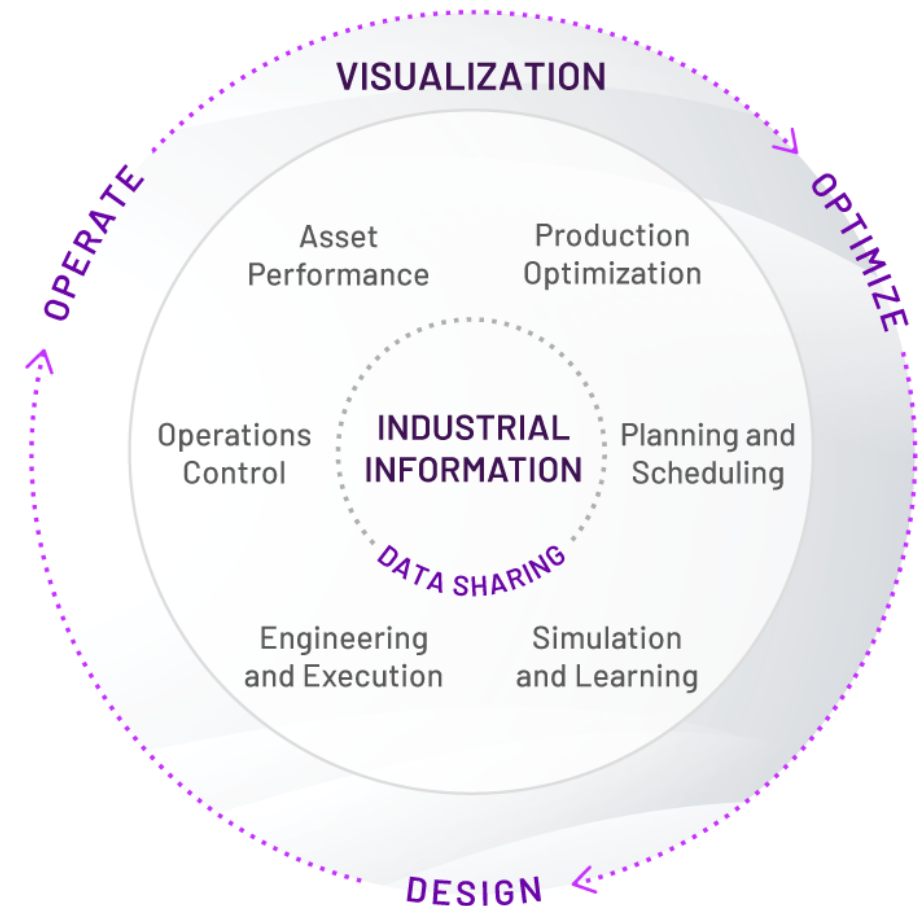 VISUALIZATION
OPERATE
OPTIMIZE
Asset
Performance
Production
Optimization
Operations
Control
INDUSTRIAL
INFORMATION
Planning and
Scheduling
DATA SHARING
Engineering
and Execution
Simulation
and Learning
DESIGN